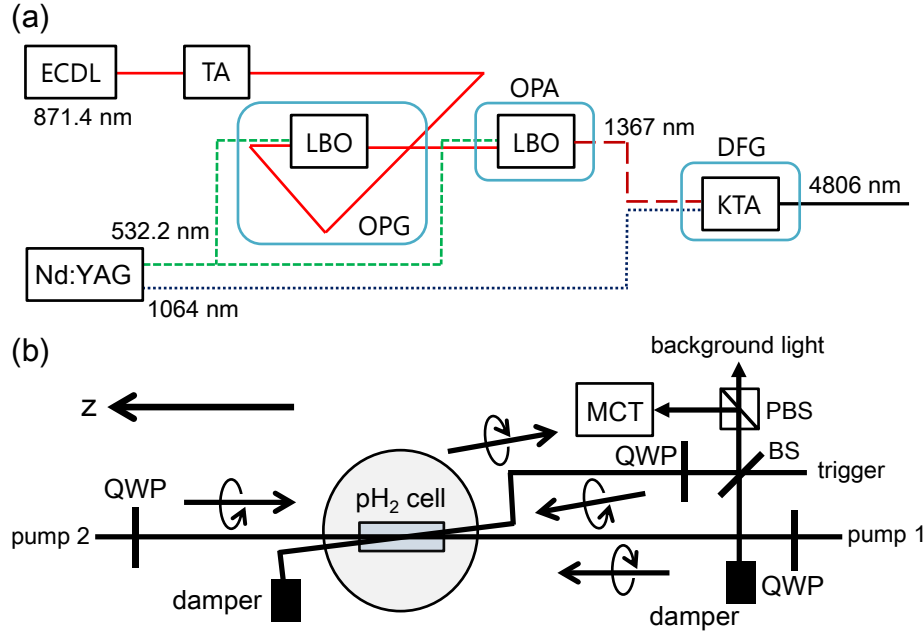 (a)
ECDL
TA
871.4 nm
OPA
LBO
LBO
1367 nm
DFG
KTA
4806 nm
OPG
532.2 nm
Nd:YAG
1064 nm
(b)
background light
z
MCT
PBS
QWP
BS
trigger
QWP
pH₂ cell
pump 2
pump 1
QWP
damper
damper